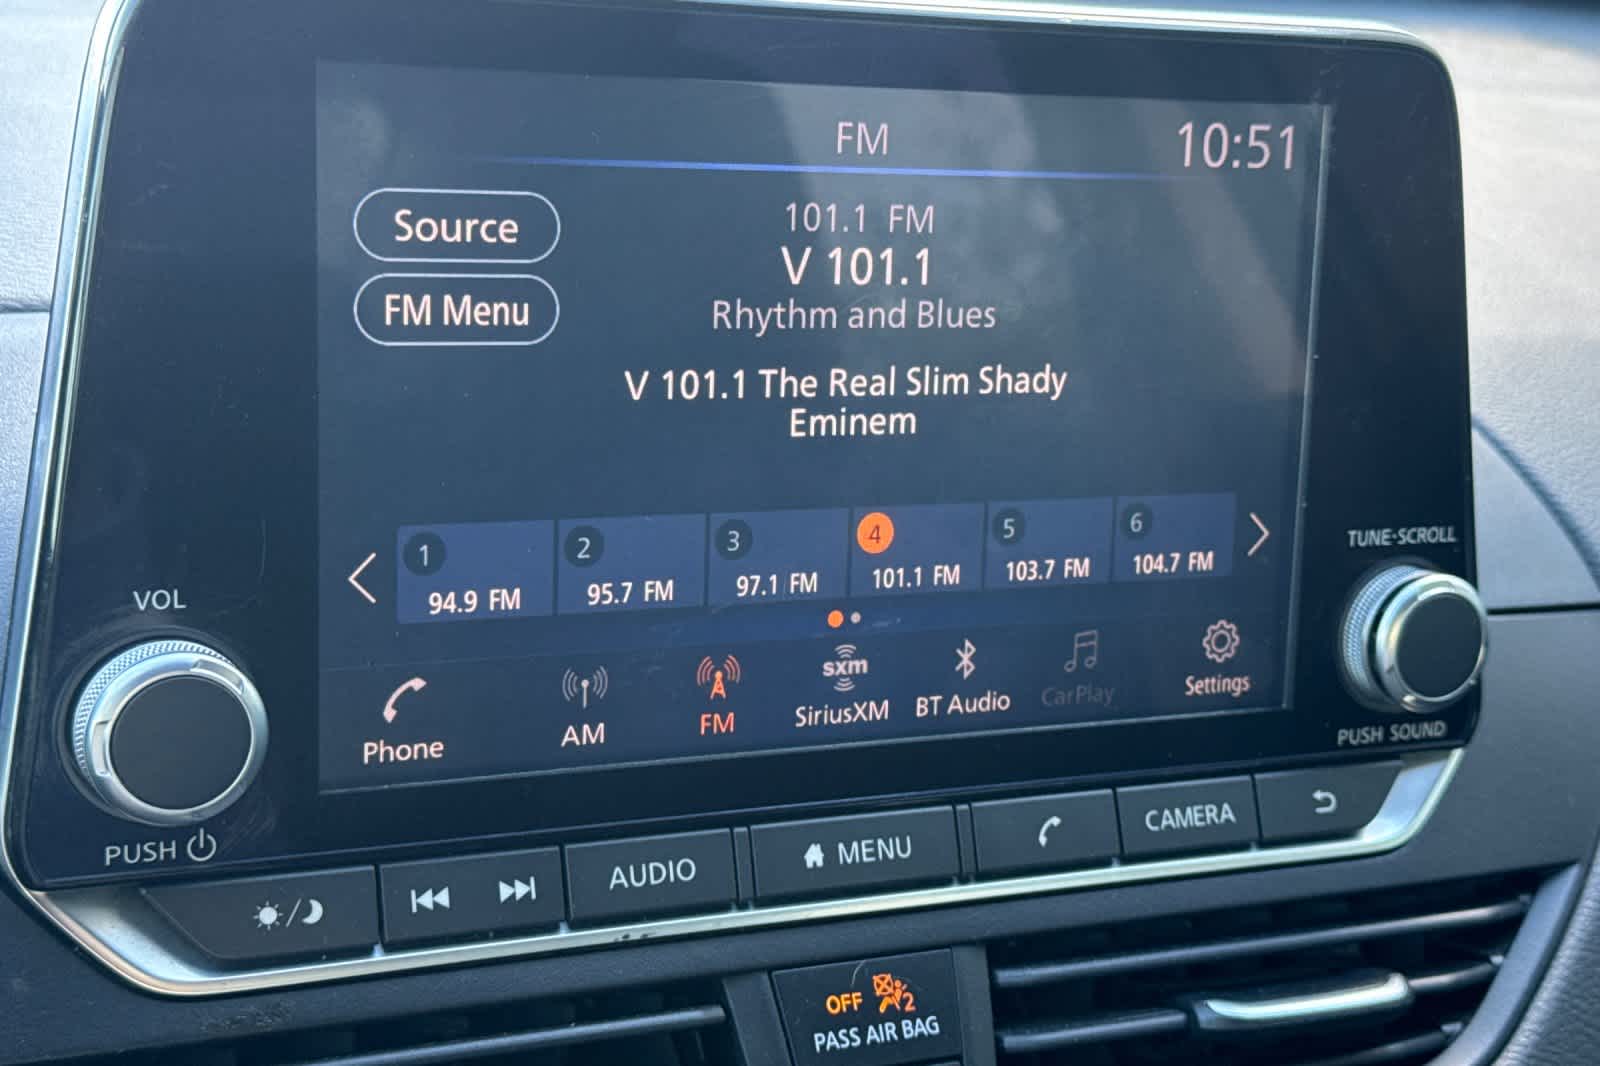 FM
10:51
Source
101.1 FM
V 101.1
FM Menu
Rhythm and Blues
V 101.1 The Real Slim Shady
Eminem
1
94.9 FM
2
95.7 FM
3
97.1 FM
4
101.1 FM
5
103.7 FM
6
104.7 FM
Phone
AM
FM
sxm
SiriusXM
BT Audio
CarPlay
Settings
VOL
PUSH
TUNE·SCROLL
PUSH SOUND
AUDIO
MENU
CAMERA
OFF
2
PASS AIR BAG